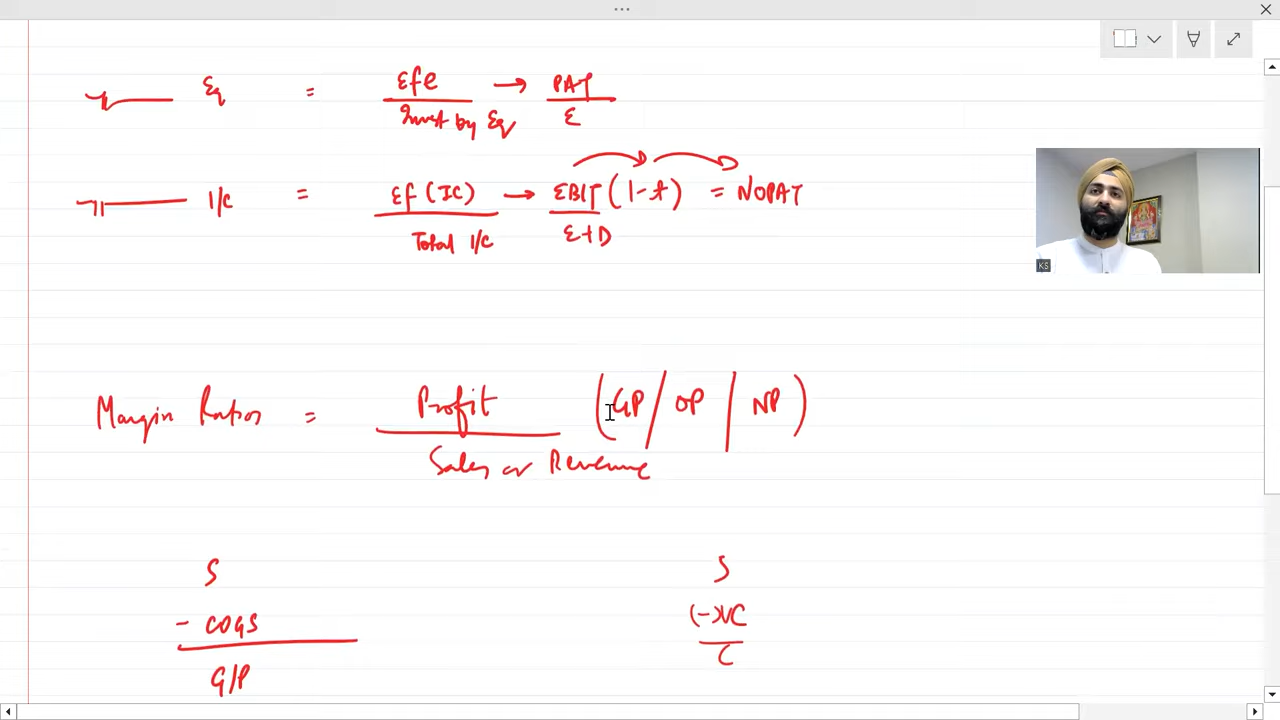 Eq = Efe → PAT
Invest by Eq E
I/C = Ef (IC) → EBIT (1-t) = NOPAT
Total I/C E+D
Margin Ratios = Profit (GP / OP / NP)
Sales or Revenue
S S
- COGS (-)VC
G/P C
KS